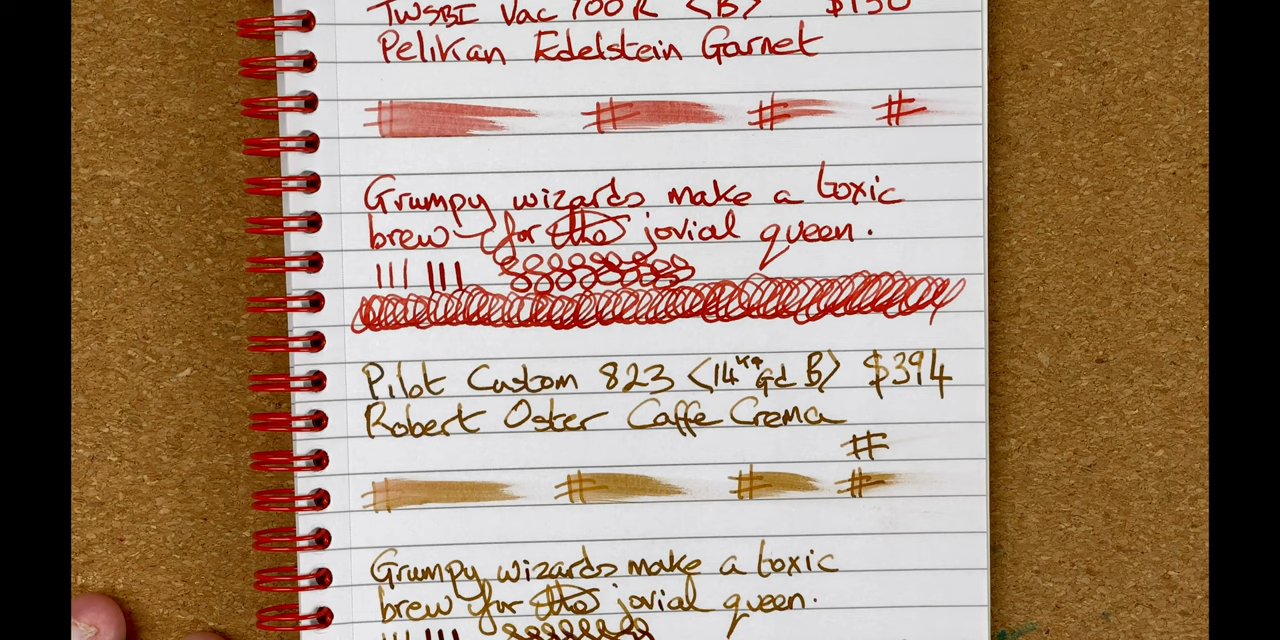 TWSBI Vac 700R <B> $150
Pelikan Edelstein Garnet
# # # #
Grumpy wizards make a toxic
brew for the jovial queen.
Pilot Custom 823 <14kt gd B> $394
Robert Oster Caffe Crema
#
# # # #
Grumpy wizards make a toxic
brew for the jovial queen.